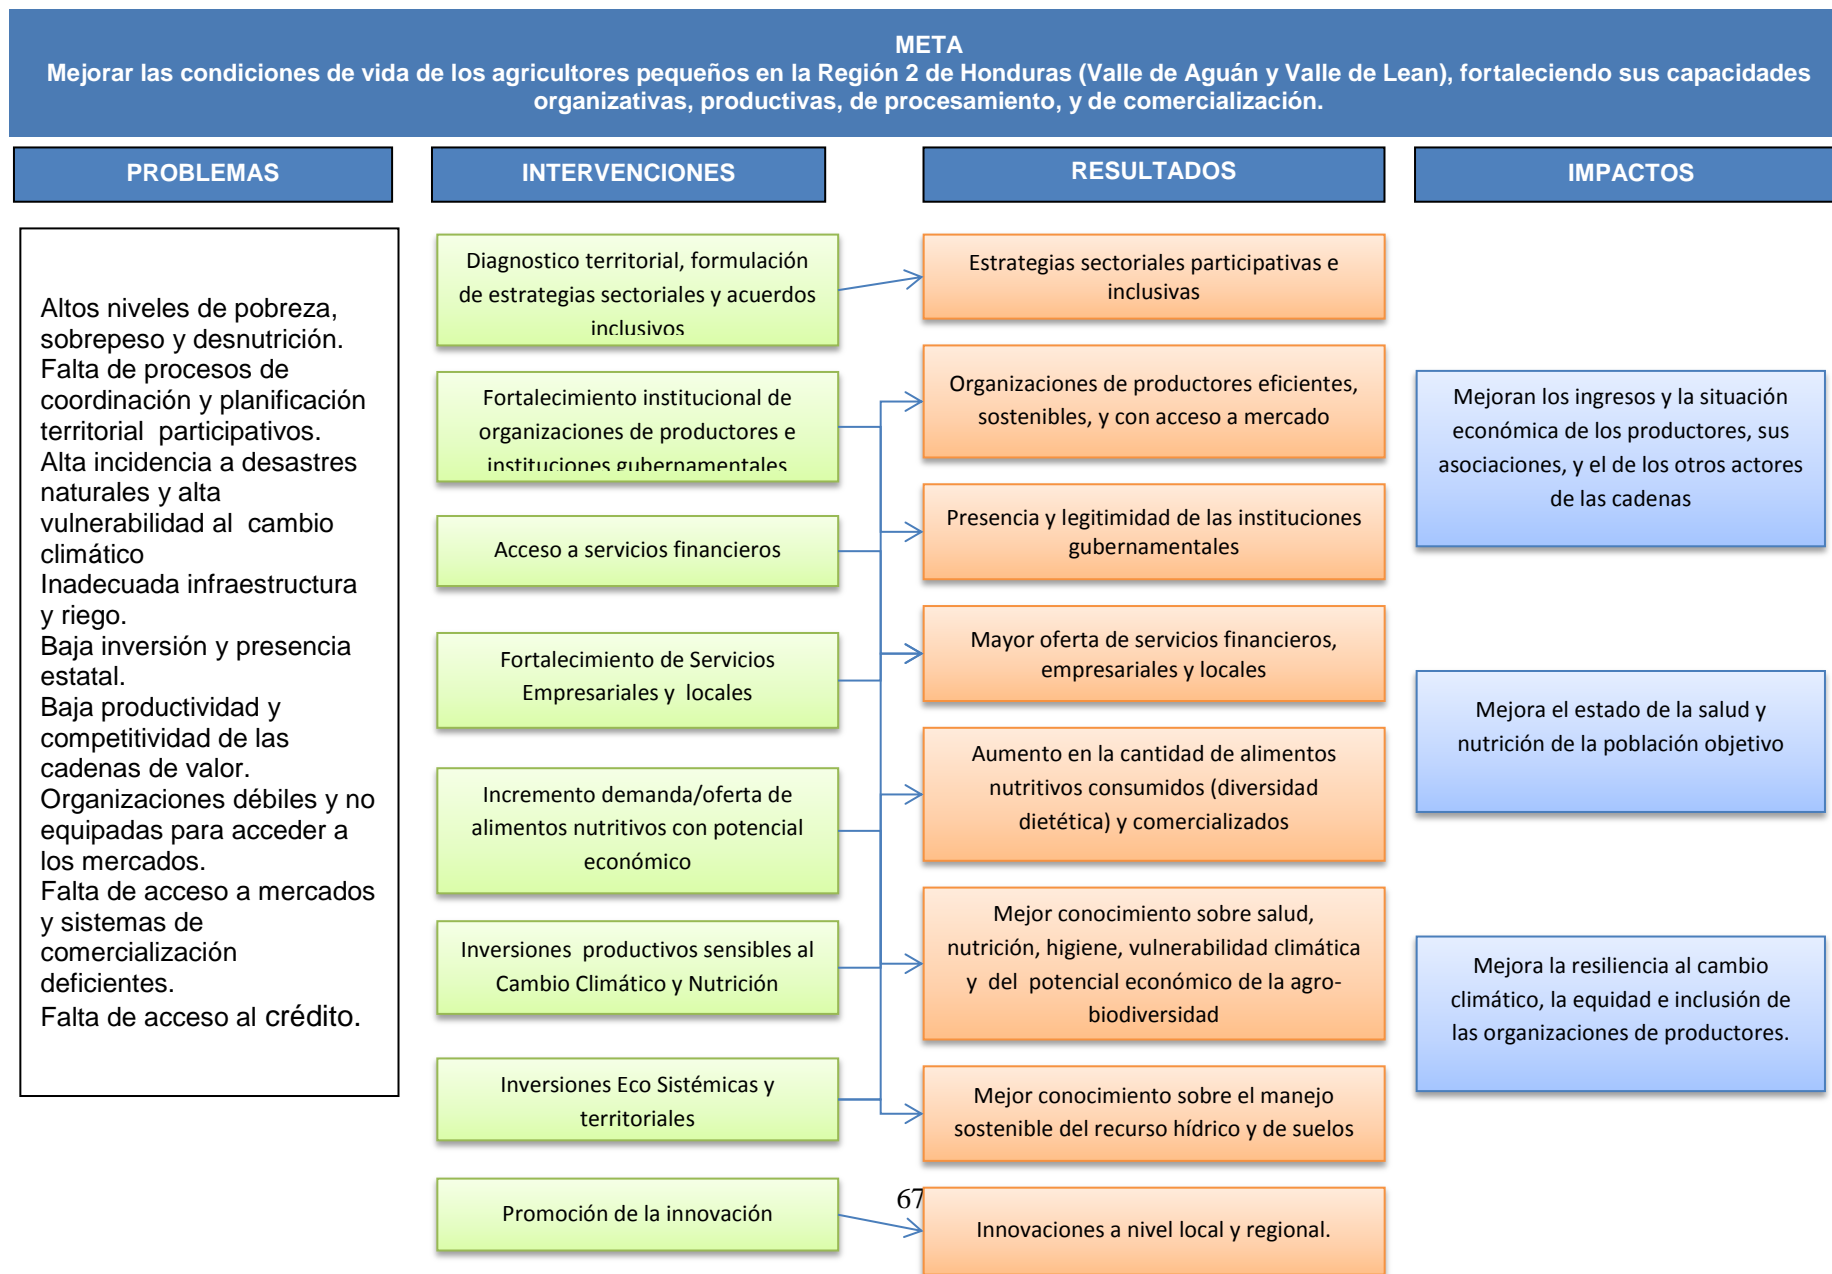 META
Mejorar las condiciones de vida de los agricultores pequeños en la Región 2 de Honduras (Valle de Aguán y Valle de Lean), fortaleciendo sus capacidades
organizativas, productivas, de procesamiento, y de comercialización.
PROBLEMAS
Altos niveles de pobreza,
sobrepeso y desnutrición.
Falta de procesos de
coordinación y planificación
territorial participativos.
Alta incidencia a desastres
naturales y alta
vulnerabilidad al cambio
climático
Inadecuada infraestructura
y riego.
Baja inversión y presencia
estatal.
Baja productividad y
competitividad de las
cadenas de valor.
Organizaciones débiles y no
equipadas para acceder a
los mercados.
Falta de acceso a mercados
y sistemas de
comercialización
deficientes.
Falta de acceso al crédito.
INTERVENCIONES
Diagnostico territorial, formulación
de estrategias sectoriales y acuerdos
inclusivos
Fortalecimiento institucional de
organizaciones de productores e
instituciones gubernamentales
Acceso a servicios financieros
Fortalecimiento de Servicios
Empresariales y locales
Incremento demanda/oferta de
alimentos nutritivos con potencial
económico
Inversiones productivos sensibles al
Cambio Climático y Nutrición
Inversiones Eco Sistémicas y
territoriales
Promoción de la innovación
RESULTADOS
Estrategias sectoriales participativas e
inclusivas
Organizaciones de productores eficientes,
sostenibles, y con acceso a mercado
Presencia y legitimidad de las instituciones
gubernamentales
Mayor oferta de servicios financieros,
empresariales y locales
Aumento en la cantidad de alimentos
nutritivos consumidos (diversidad
dietética) y comercializados
Mejor conocimiento sobre salud,
nutrición, higiene, vulnerabilidad climática
y del potencial económico de la agro-
biodiversidad
Mejor conocimiento sobre el manejo
sostenible del recurso hídrico y de suelos
Innovaciones a nivel local y regional.
IMPACTOS
Mejoran los ingresos y la situación
económica de los productores, sus
asociaciones, y el de los otros actores
de las cadenas
Mejora el estado de la salud y
nutrición de la población objetivo
Mejora la resiliencia al cambio
climático, la equidad e inclusión de
las organizaciones de productores.
67